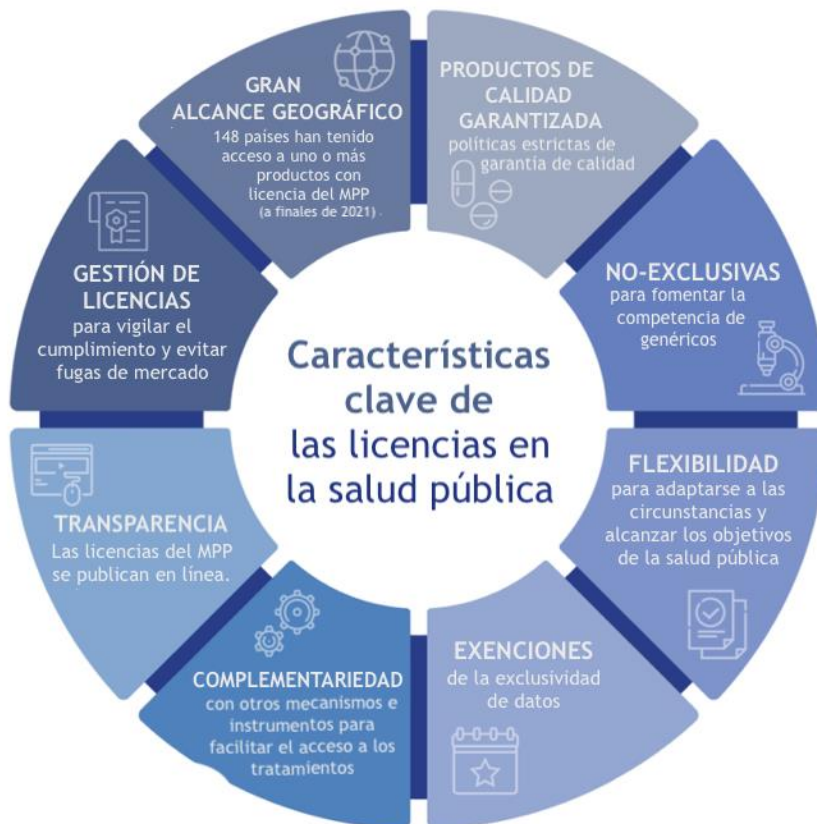 Características
clave de
las licencias en
la salud pública
GRAN
ALCANCE GEOGRÁFICO
148 países han tenido
acceso a uno o más
productos con
licencia del MPP
(a finales de 2021)
PRODUCTOS DE
CALIDAD
GARANTIZADA
políticas estrictas de
garantía de calidad
NO-EXCLUSIVAS
para fomentar la
competencia de
genéricos
FLEXIBILIDAD
para adaptarse a las
circunstancias y
alcanzar los objetivos
de la salud pública
EXENCIONES
de la exclusividad
de datos
COMPLEMENTARIEDAD
con otros mecanismos e
instrumentos para
facilitar el acceso a los
tratamientos
TRANSPARENCIA
Las licencias del MPP
se publican en línea.
GESTIÓN DE
LICENCIAS
para vigilar el
cumplimiento y evitar
fugas de mercado